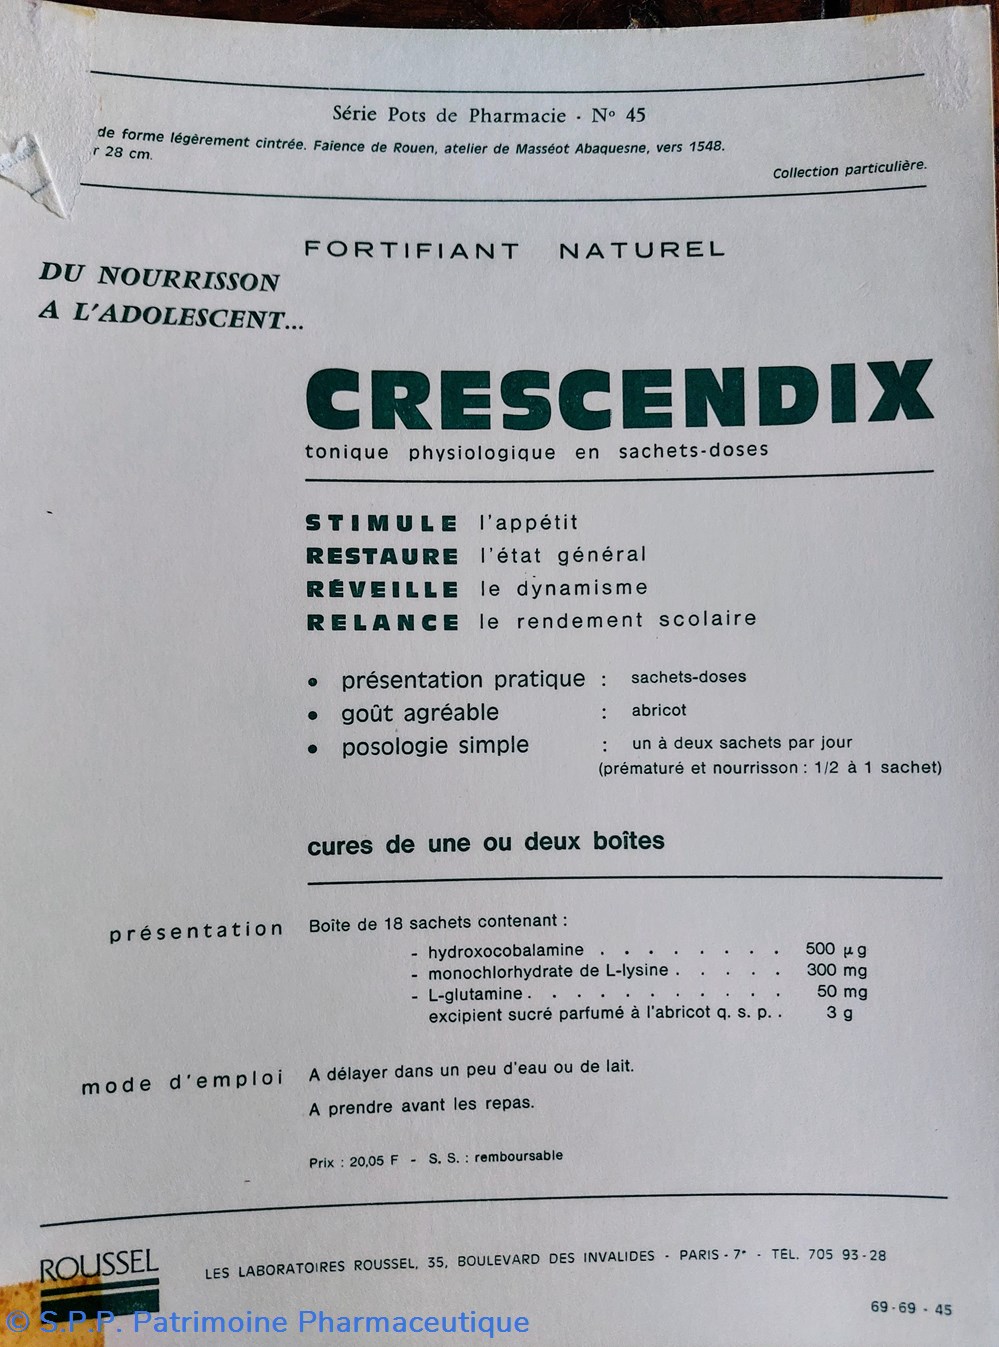 Série Pots de Pharmacie - Nº 45
de forme légèrement cintrée. Faience de Rouen, atelier de Masséot Abaquesne, vers 1548.
r 28 cm.
Collection particulière.
FORTIFIANT NATUREL
DU NOURRISSON
A L'ADOLESCENT...
CRESCENDIX
tonique physiologique en sachets-doses
STIMULE l'appétit
RESTAURE l'état général
RÉVEILLE le dynamisme
RELANCE le rendement scolaire
• présentation pratique : sachets-doses
• goût agréable : abricot
• posologie simple : un à deux sachets par jour
(prématuré et nourrisson : 1/2 à 1 sachet)
cures de une ou deux boîtes
présentation Boîte de 18 sachets contenant :
- hydroxocobalamine . . . . . . . . 500 µg
- monochlorhydrate de L-lysine . . . . . 300 mg
- L-glutamine . . . . . . . . . . . 50 mg
excipient sucré parfumé à l'abricot q. s. p. . 3 g
mode d'emploi A délayer dans un peu d'eau ou de lait.
A prendre avant les repas.
Prix : 20,05 F - S. S. : remboursable
ROUSSEL
LES LABORATOIRES ROUSSEL, 35, BOULEVARD DES INVALIDES - PARIS - 7e - TÉL. 705 93-28
69-69 - 45
© S.P.P. Patrimoine Pharmaceutique